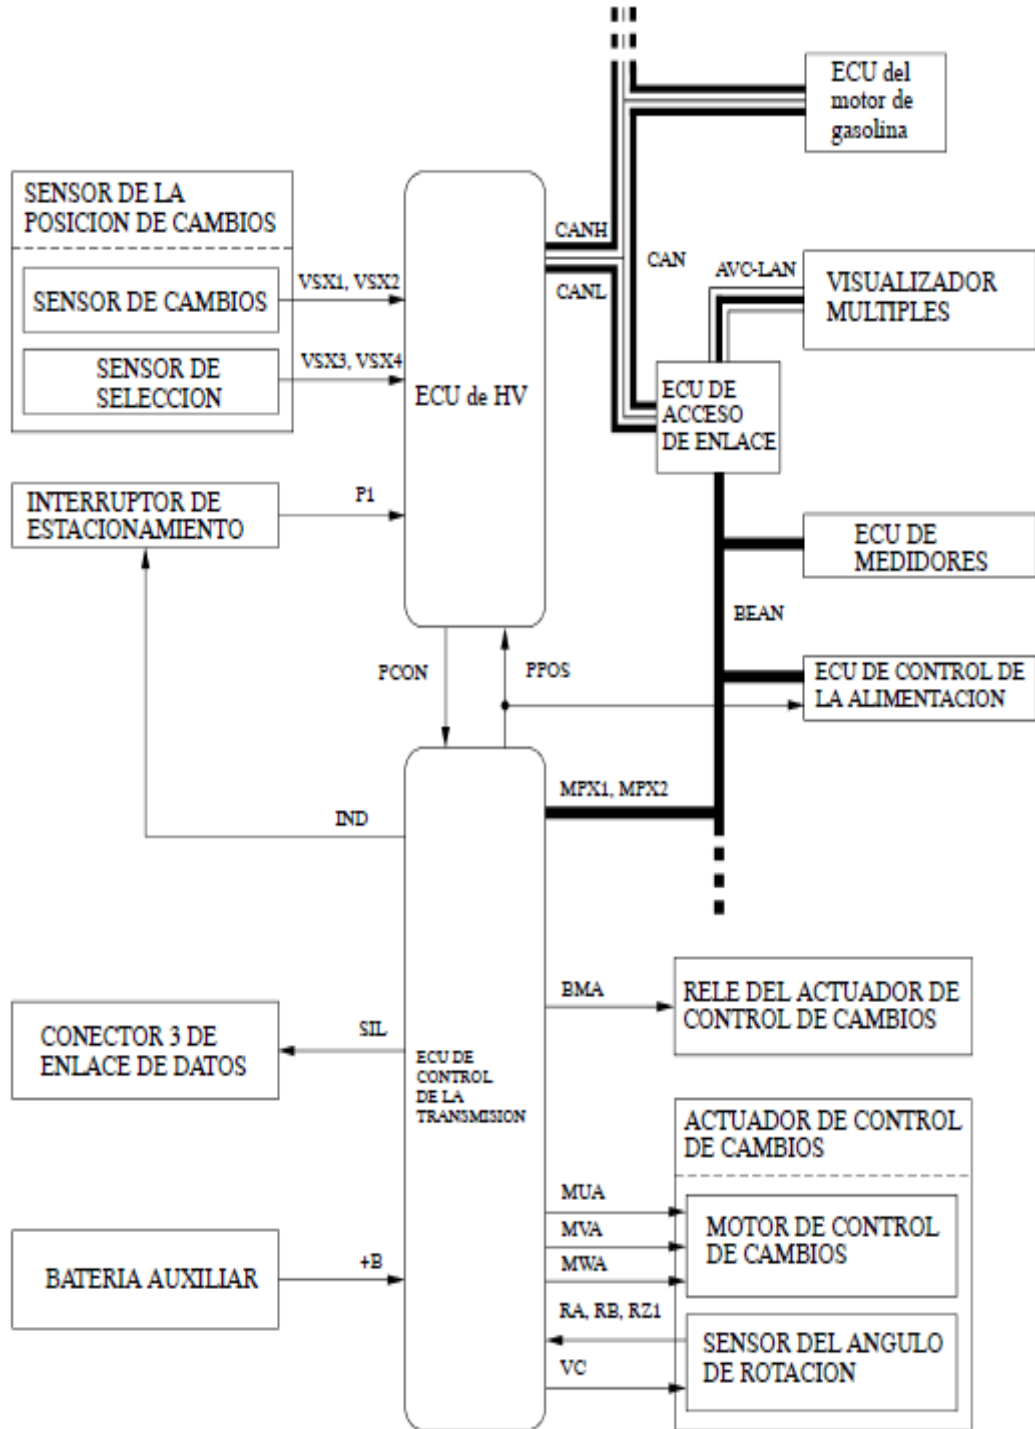 ECU del
motor de
gasolina
SENSOR DE LA
POSICION DE CAMBIOS
SENSOR DE CAMBIOS
VSX1, VSX2
SENSOR DE
SELECCION
VSX3, VSX4
ECU de HV
CANH
CANL
CAN
AVC-LAN
VISUALIZADOR
MULTIPLES
ECU DE
ACCESO
DE ENLACE
INTERRUPTOR DE
ESTACIONAMIENTO
P1
ECU DE
MEDIDORES
BEAN
PCON
PPOS
ECU DE CONTROL DE
LA ALIMENTACION
MPX1, MPX2
IND
BMA
RELE DEL ACTUADOR DE
CONTROL DE CAMBIOS
CONECTOR 3 DE
ENLACE DE DATOS
SIL
ECU DE
CONTROL
DE LA
TRANSMISION
ACTUADOR DE CONTROL
DE CAMBIOS
MUA
MVA
MWA
MOTOR DE CONTROL
DE CAMBIOS
BATERIA AUXILIAR
+B
RA, RB, RZ1
VC
SENSOR DEL ANGULO
DE ROTACION